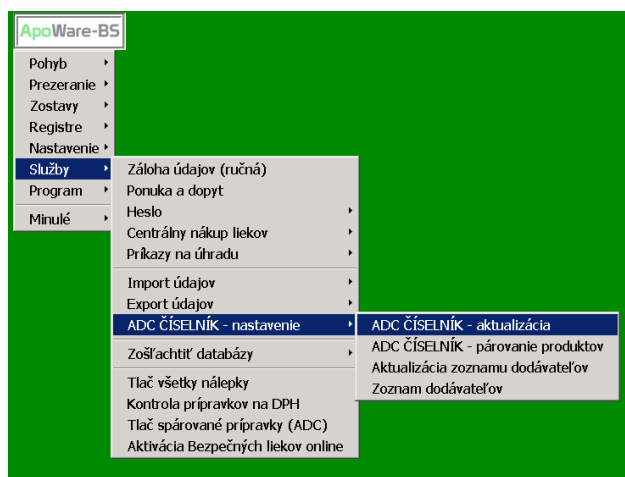 ApoWare-BS
Pohyb
Prezeranie
Zostavy
Registre
Nastavenie
Služby
Program
Minulé
Záloha údajov (ručná)
Ponuka a dopyt
Heslo
Centrálny nákup liekov
Príkazy na úhradu
Import údajov
Export údajov
ADC ČÍSELNÍK - nastavenie
Zošľachtiť databázy
Tlač všetky nálepky
Kontrola prípravkov na DPH
Tlač spárované prípravky (ADC)
Aktivácia Bezpečných liekov online
ADC ČÍSELNÍK - aktualizácia
ADC ČÍSELNÍK - párovanie produktov
Aktualizácia zoznamu dodávateľov
Zoznam dodávateľov